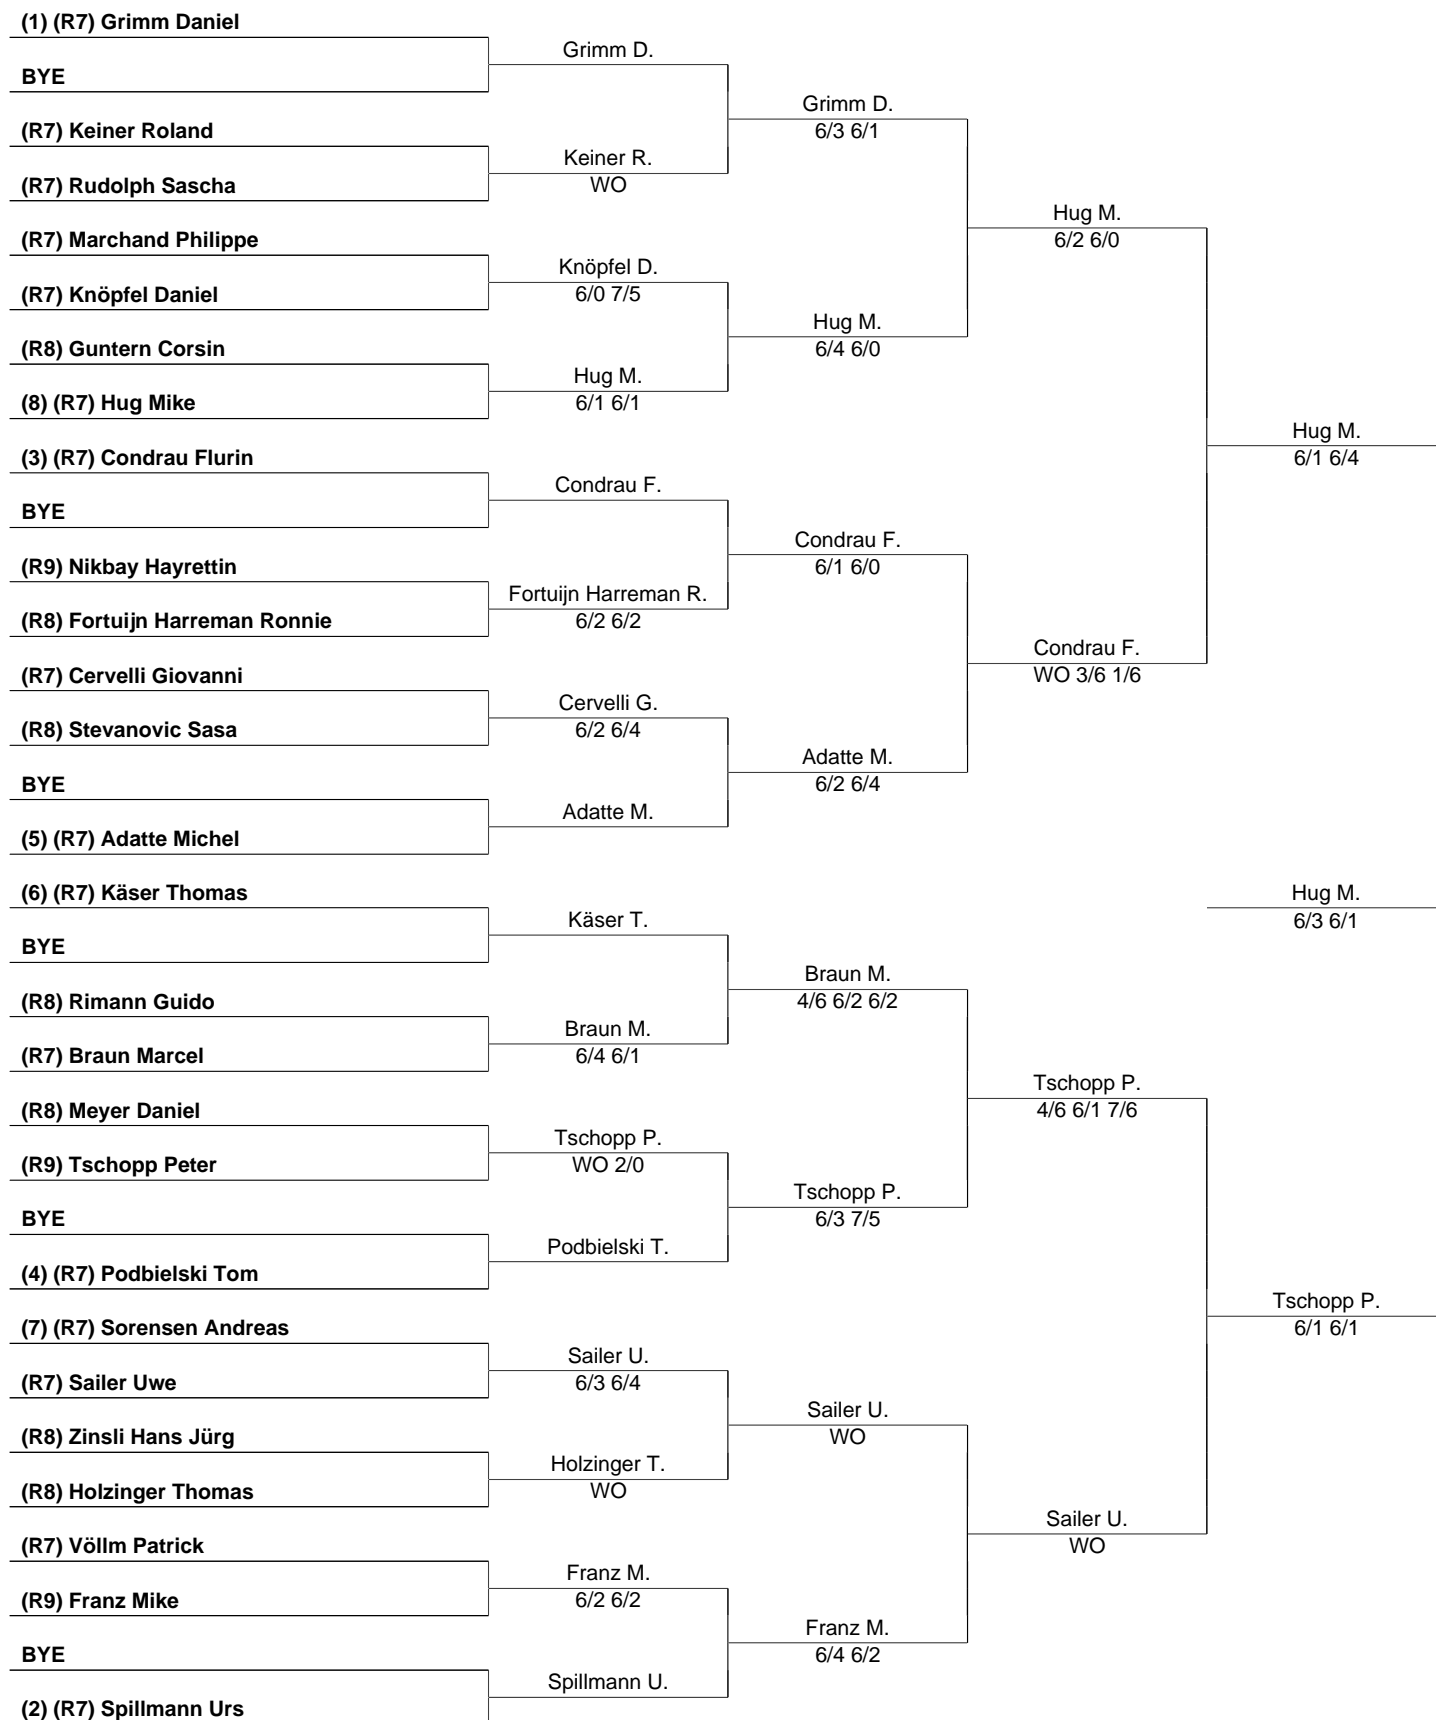 (1) (R7) Grimm Daniel
BYE
(R7) Keiner Roland
(R7) Rudolph Sascha
(R7) Marchand Philippe
(R7) Knöpfel Daniel
(R8) Guntern Corsin
(8) (R7) Hug Mike
(3) (R7) Condrau Flurin
BYE
(R9) Nikbay Hayrettin
(R8) Fortuijn Harreman Ronnie
(R7) Cervelli Giovanni
(R8) Stevanovic Sasa
BYE
(5) (R7) Adatte Michel
(6) (R7) Käser Thomas
BYE
(R8) Rimann Guido
(R7) Braun Marcel
(R8) Meyer Daniel
(R9) Tschopp Peter
BYE
(4) (R7) Podbielski Tom
(7) (R7) Sorensen Andreas
(R7) Sailer Uwe
(R8) Zinsli Hans Jürg
(R8) Holzinger Thomas
(R7) Völlm Patrick
(R9) Franz Mike
BYE
(2) (R7) Spillmann Urs
Grimm D.
Keiner R.
WO
Knöpfel D.
6/0 7/5
Hug M.
6/1 6/1
Condrau F.
Fortuijn Harreman R.
6/2 6/2
Cervelli G.
6/2 6/4
Adatte M.
Käser T.
Braun M.
6/4 6/1
Tschopp P.
WO 2/0
Podbielski T.
Sailer U.
6/3 6/4
Holzinger T.
WO
Franz M.
6/2 6/2
Spillmann U.
Grimm D.
6/3 6/1
Hug M.
6/4 6/0
Condrau F.
6/1 6/0
Adatte M.
6/2 6/4
Braun M.
4/6 6/2 6/2
Tschopp P.
6/3 7/5
Sailer U.
WO
Franz M.
6/4 6/2
Hug M.
6/2 6/0
Condrau F.
WO 3/6 1/6
Tschopp P.
4/6 6/1 7/6
Sailer U.
WO
Hug M.
6/1 6/4
Tschopp P.
6/1 6/1
Hug M.
6/3 6/1